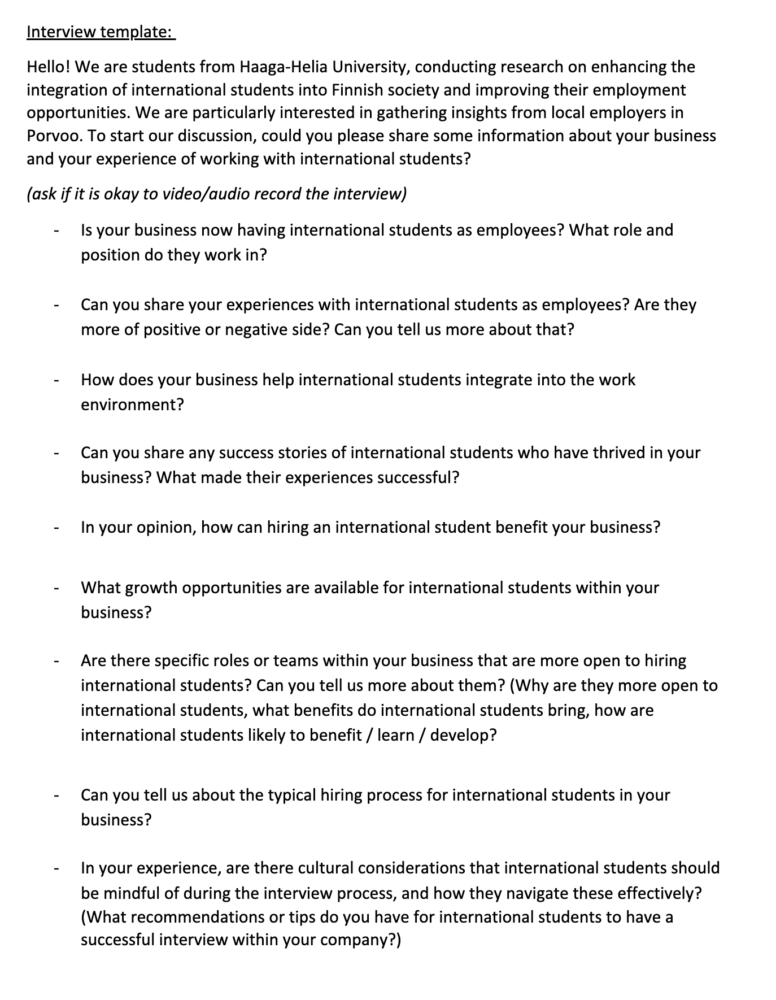 Interview template:
Hello! We are students from Haaga-Helia University, conducting research on enhancing the
integration of international students into Finnish society and improving their employment
opportunities. We are particularly interested in gathering insights from local employers in
Porvoo. To start our discussion, could you please share some information about your business
and your experience of working with international students?
(ask if it is okay to video/audio record the interview)
- Is your business now having international students as employees? What role and
position do they work in?
- Can you share your experiences with international students as employees? Are they
more of positive or negative side? Can you tell us more about that?
- How does your business help international students integrate into the work
environment?
- Can you share any success stories of international students who have thrived in your
business? What made their experiences successful?
- In your opinion, how can hiring an international student benefit your business?
- What growth opportunities are available for international students within your
business?
- Are there specific roles or teams within your business that are more open to hiring
international students? Can you tell us more about them? (Why are they more open to
international students, what benefits do international students bring, how are
international students likely to benefit / learn / develop?
- Can you tell us about the typical hiring process for international students in your
business?
- In your experience, are there cultural considerations that international students should
be mindful of during the interview process, and how they navigate these effectively?
(What recommendations or tips do you have for international students to have a
successful interview within your company?)